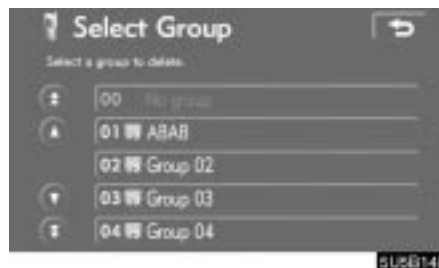 Select Group
Select a group to delete.
00 No group
01 ABAB
02 Group 02
03 Group 03
04 Group 04
5U5B14